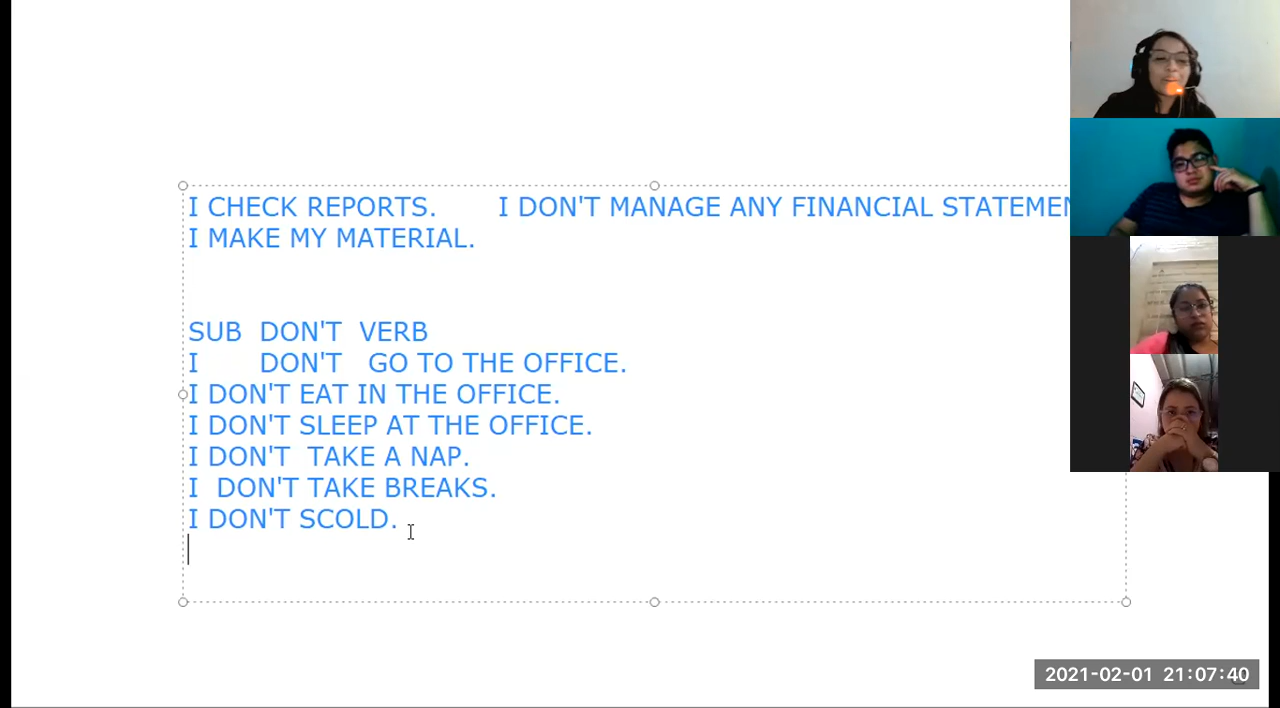 I CHECK REPORTS. I DON'T MANAGE ANY FINANCIAL
I MAKE MY MATERIAL.
SUB DON'T VERB
I DON'T GO TO THE OFFICE.
I DON'T EAT IN THE OFFICE.
I DON'T SLEEP AT THE OFFICE.
I DON'T TAKE A NAP.
I DON'T TAKE BREAKS.
I DON'T SCOLD.
2021-02-01 21:07:40